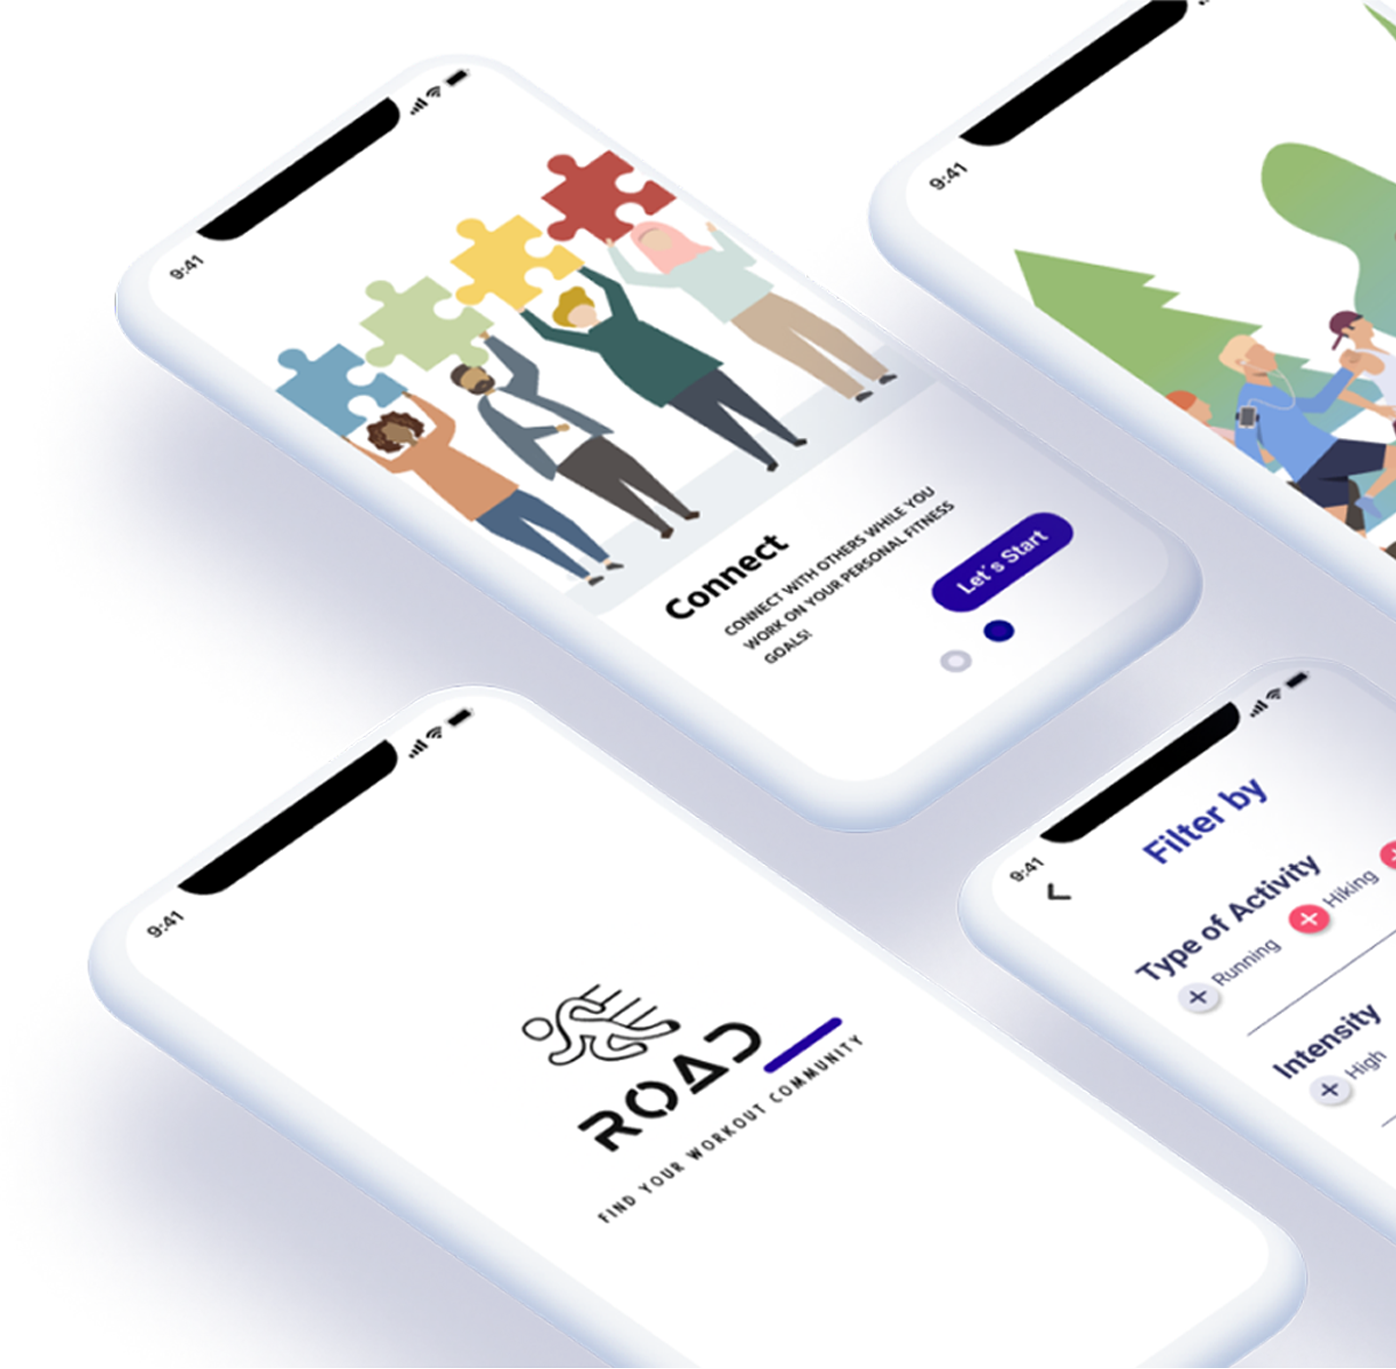 9:41
Connect
CONNECT WITH OTHERS WHILE YOU
WORK ON YOUR PERSONAL FITNESS
GOALS!
Let´s Start
9:41
9:41
ROAD
FIND YOUR WORKOUT COMMUNITY
9:41
Filter by
Type of Activity
Running
Hiking
Intensity
High